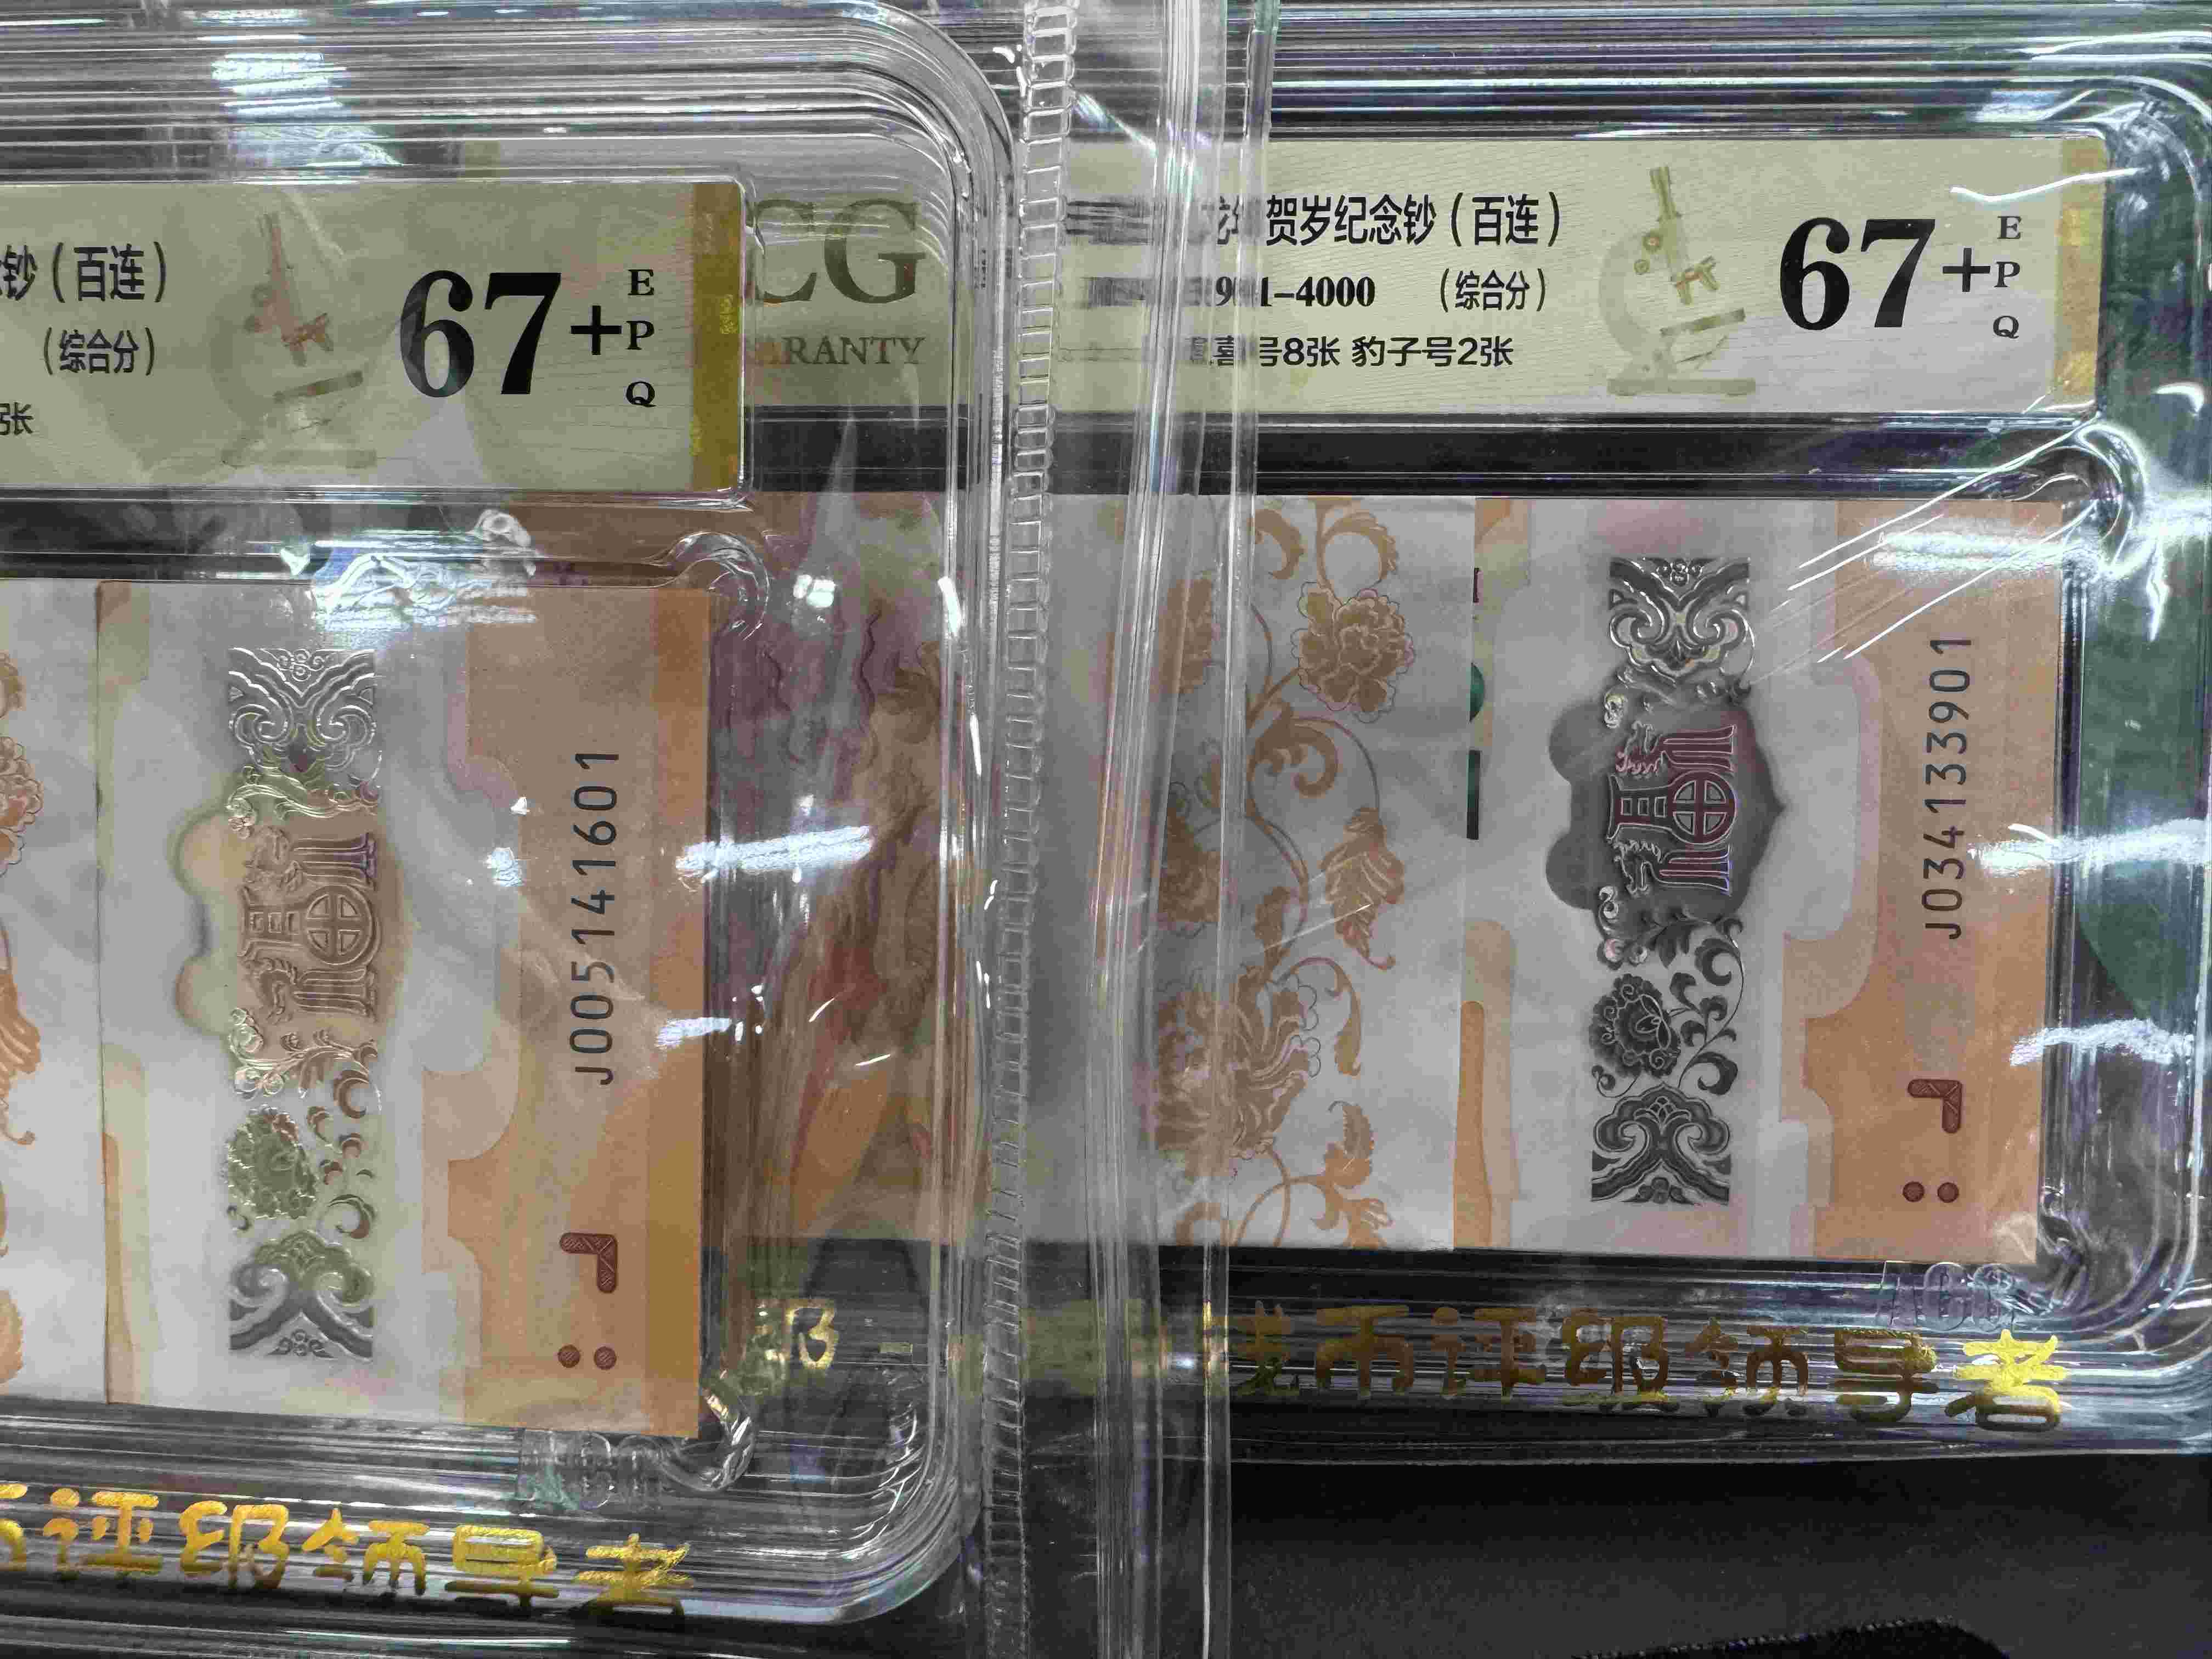 钞（百连）
（综合分）
张
67+
E
P
Q
CG
RANTY
J005141601
评级领导者
贺岁纪念钞（百连）
1-4000 （综合分）
号8张 豹子号2张
67+
E
P
Q
J034133901
币评级领导者